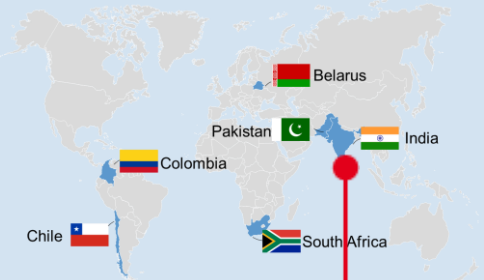 Belarus
Pakistan
India
Colombia
Chile
South Africa